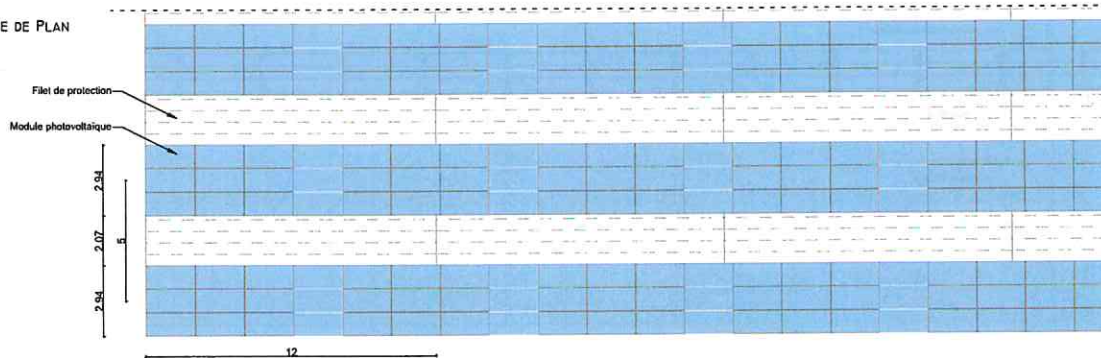 E DE PLAN
Filet de protection
Module photovoltaïque
2.94
5
2.07
2.94
12